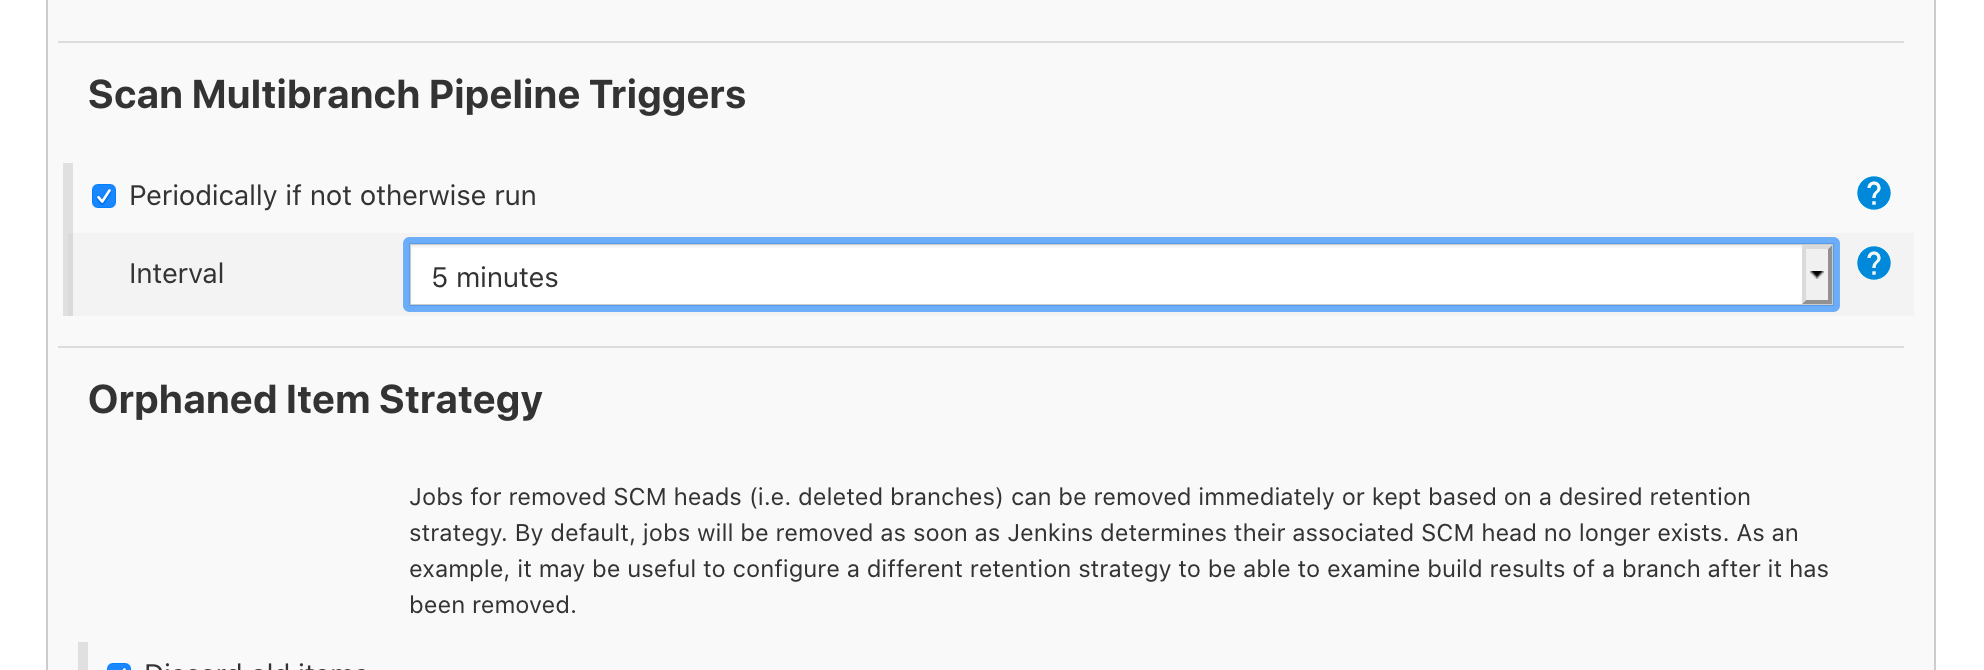 Scan Multibranch Pipeline Triggers
Periodically if not otherwise run
?
Interval
5 minutes
?
Orphaned Item Strategy
Jobs for removed SCM heads (i.e. deleted branches) can be removed immediately or kept based on a desired retention
strategy. By default, jobs will be removed as soon as Jenkins determines their associated SCM head no longer exists. As an
example, it may be useful to configure a different retention strategy to be able to examine build results of a branch after it has
been removed.
Discard old items